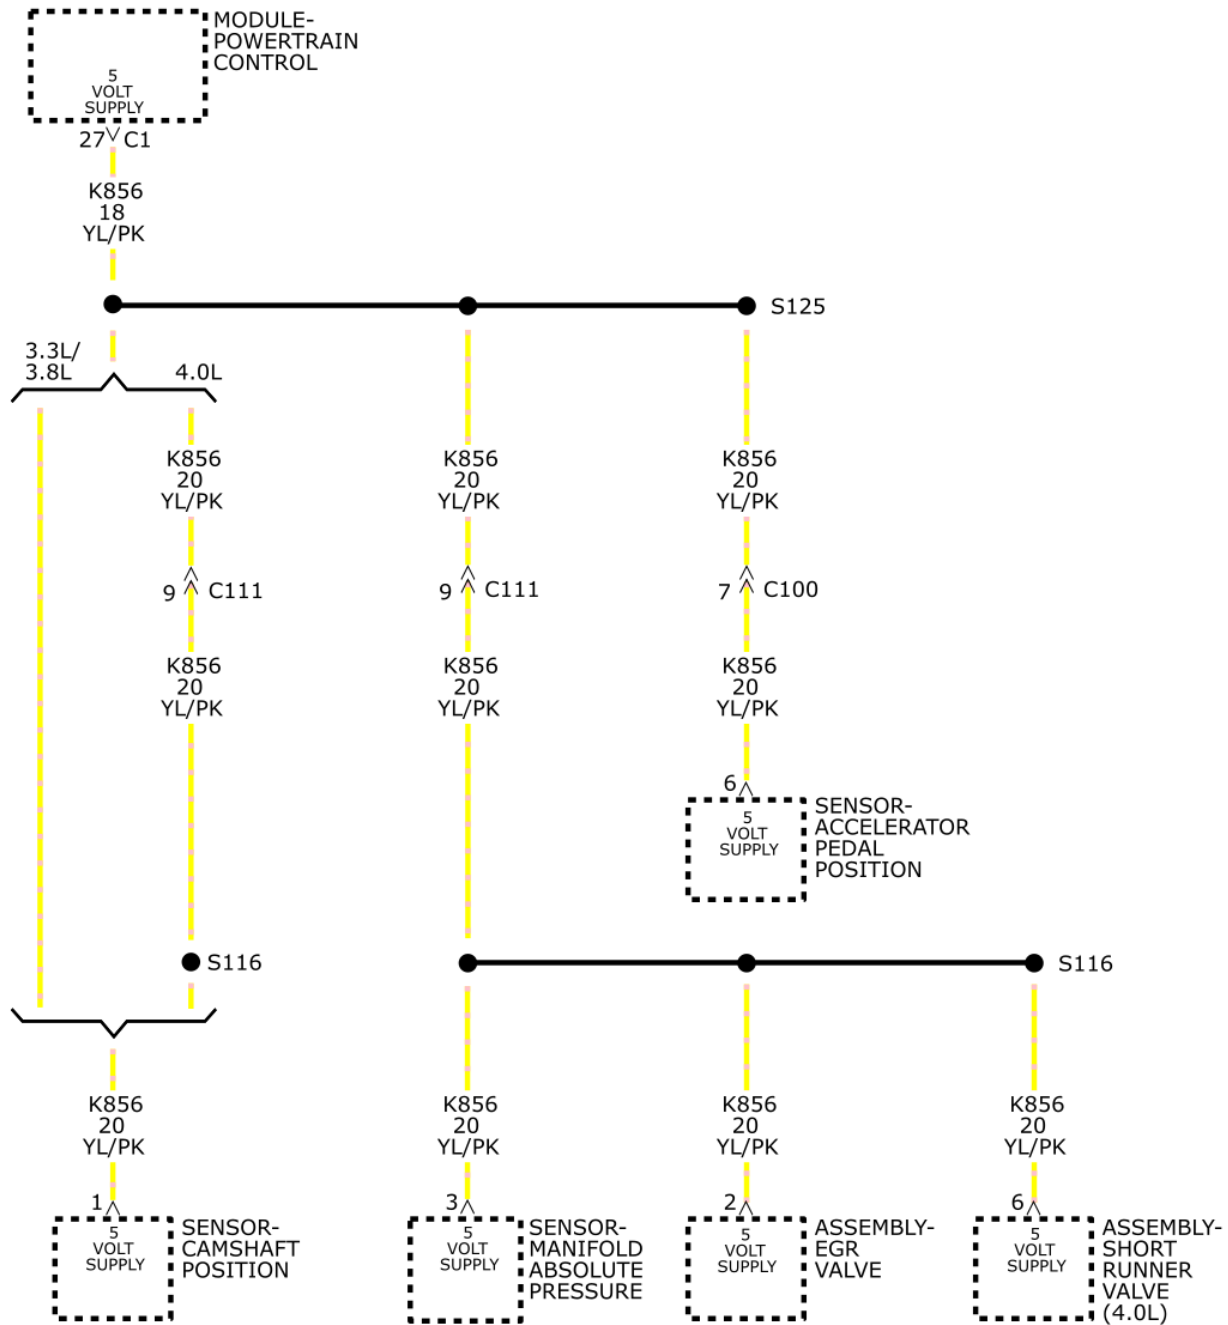 MODULE-
POWERTRAIN
CONTROL
5
VOLT
SUPPLY
27 C1
K856
18
YL/PK
S125
3.3L/
3.8L
4.0L
K856
20
YL/PK
K856
20
YL/PK
K856
20
YL/PK
9 C111
9 C111
7 C100
K856
20
YL/PK
K856
20
YL/PK
K856
20
YL/PK
6
5
VOLT
SUPPLY
SENSOR-
ACCELERATOR
PEDAL
POSITION
S116
S116
K856
20
YL/PK
K856
20
YL/PK
K856
20
YL/PK
K856
20
YL/PK
1
5
VOLT
SUPPLY
SENSOR-
CAMSHAFT
POSITION
3
5
VOLT
SUPPLY
SENSOR-
MANIFOLD
ABSOLUTE
PRESSURE
2
5
VOLT
SUPPLY
ASSEMBLY-
EGR
VALVE
6
5
VOLT
SUPPLY
ASSEMBLY-
SHORT
RUNNER
VALVE
(4.0L)